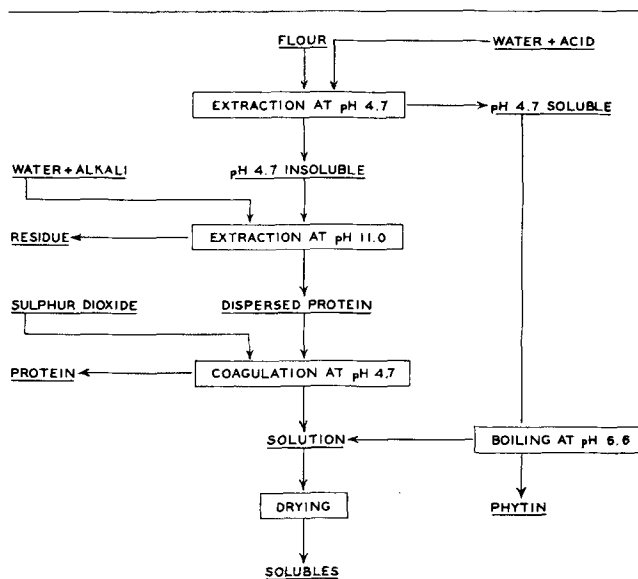 FLOUR
WATER + ACID
EXTRACTION AT pH 4.7
pH 4.7 SOLUBLE
WATER + ALKALI
pH 4.7 INSOLUBLE
RESIDUE
EXTRACTION AT pH 11.0
SULPHUR DIOXIDE
DISPERSED PROTEIN
PROTEIN
COAGULATION AT pH 4.7
SOLUTION
BOILING AT pH 6.6
DRYING
PHYTIN
SOLUBLES